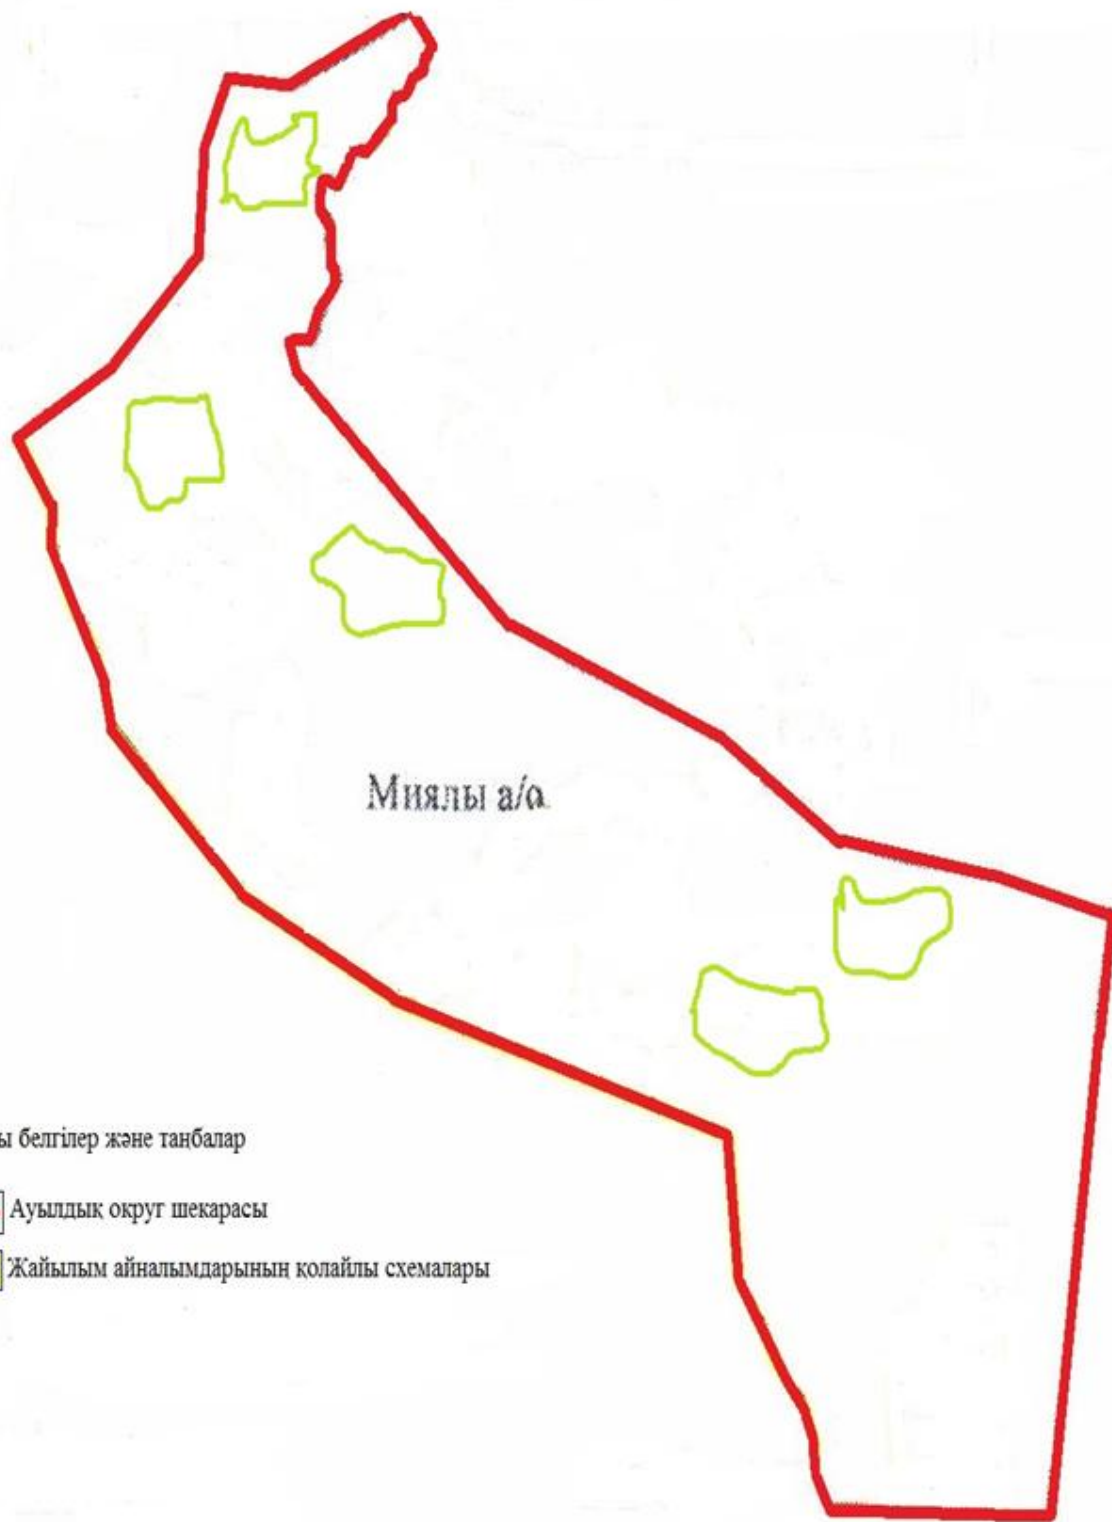 Миялы а/о
белгілер және таңбалар
Ауылдық округ шекарасы
Жайылым айналымдарының қолайлы схемалары